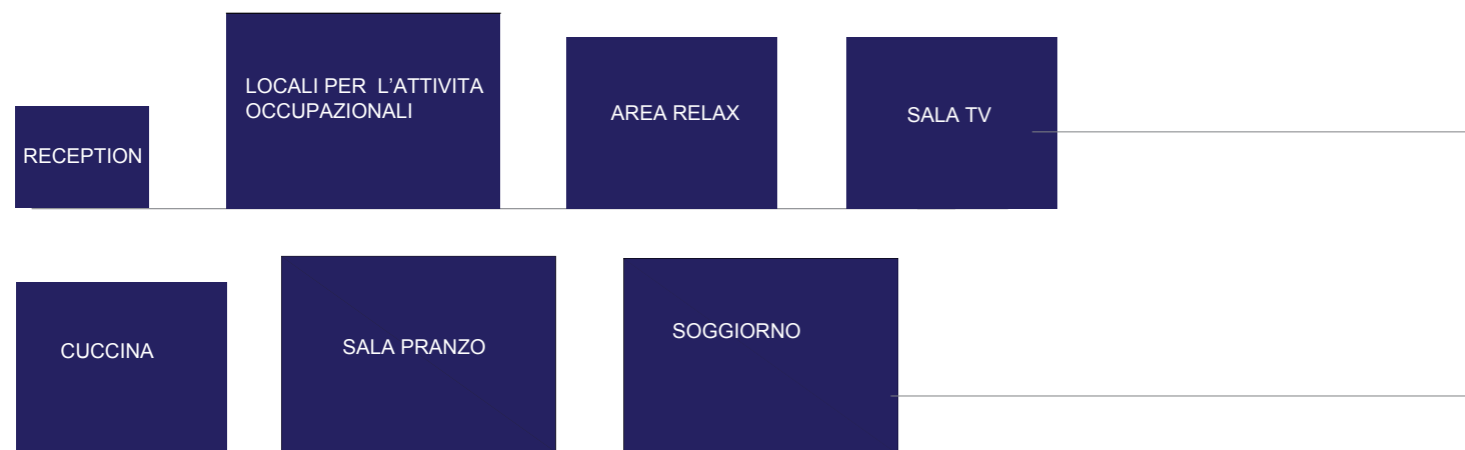 RECEPTION
LOCALI PER L'ATTIVITA
OCCUPAZIONALI
AREA RELAX
SALA TV
CUCCINA
SALA PRANZO
SOGGIORNO